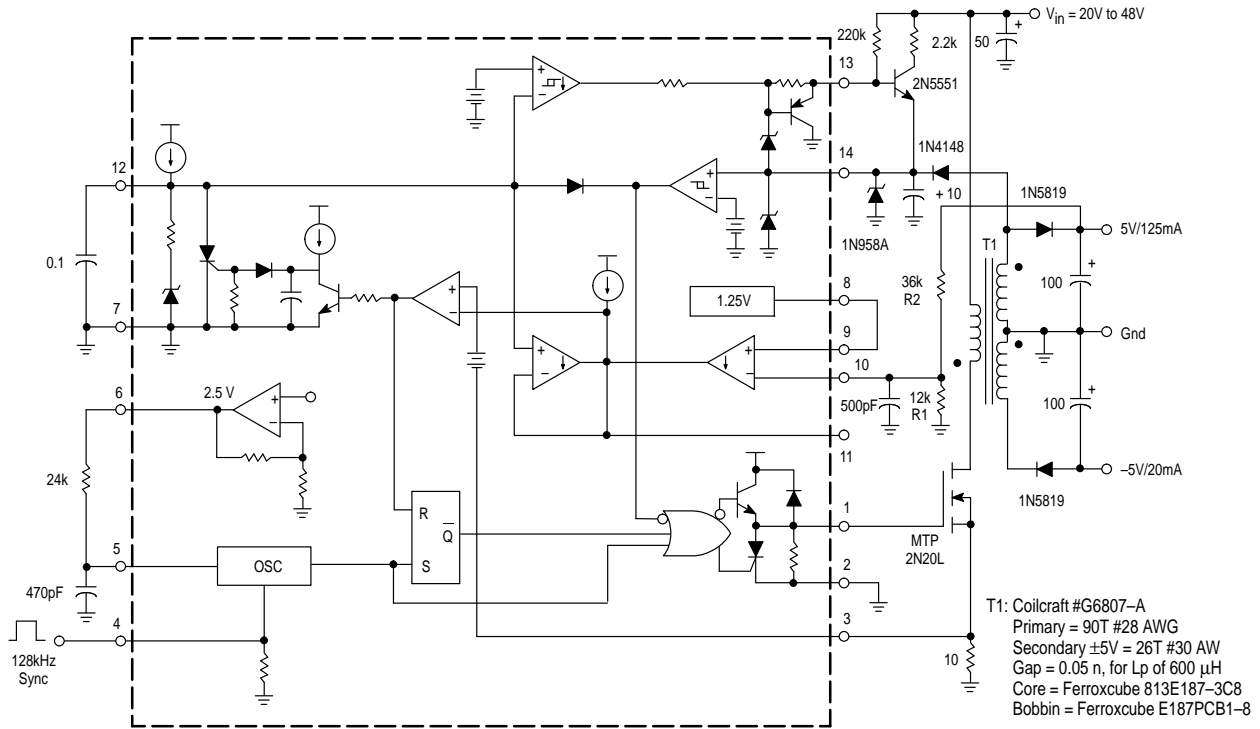 Vin = 20V to 48V
220k
2.2k
50
+
13
2N5551
1N4148
14
12
+ 10
1N5819
5V/125mA
1N958A
T1
0.1
36k
R2
100
+
8
1.25V
7
9
Gnd
10
6
2.5 V
500pF
12k
R1
100
+
11
24k
–5V/20mA
1N5819
R
Q
S
1
MTP
2N20L
5
OSC
2
470pF
4
3
128kHz
Sync
10
T1: Coilcraft #G6807–A
Primary = 90T #28 AWG
Secondary ±5V = 26T #30 AW
Gap = 0.05 n, for Lp of 600 µH
Core = Ferroxcube 813E187–3C8
Bobbin = Ferroxcube E187PCB1–8